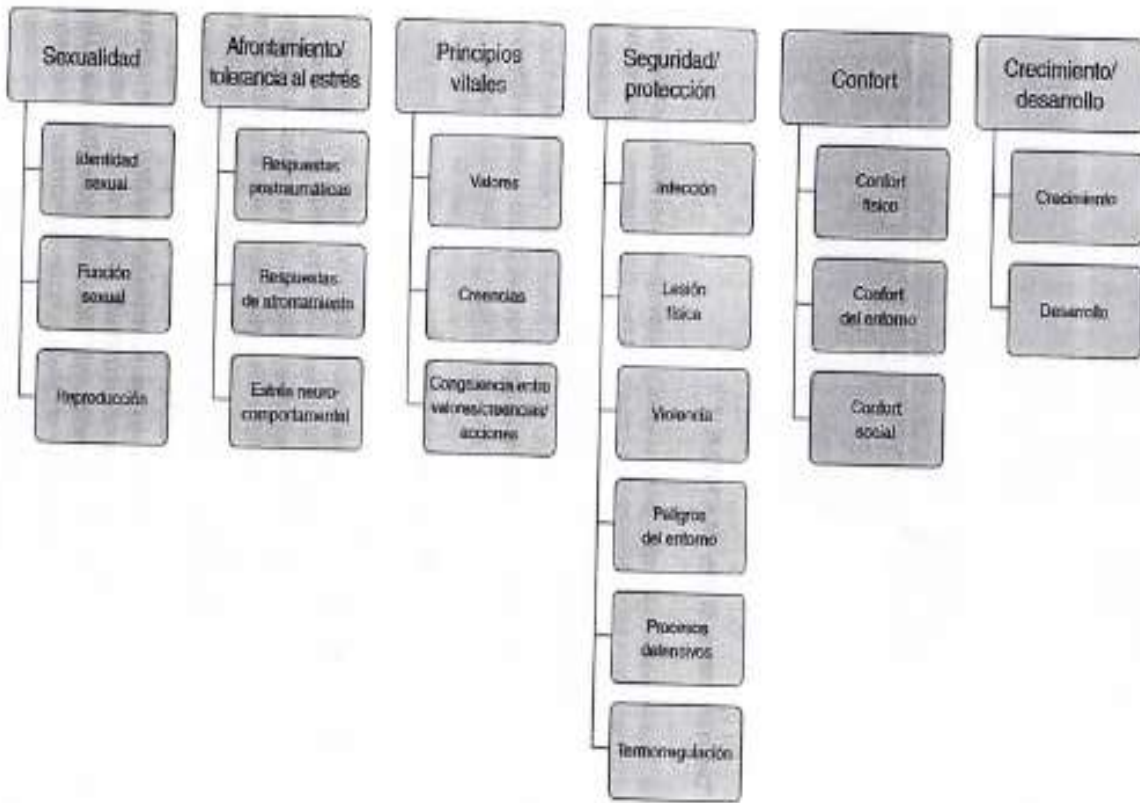 Sexualidad
Identidad
sexual
Función
sexual
Reproducción
Afrontamiento/
tolerancia al estrés
Respuestas
postraumáticas
Respuestas
de afrontamiento
Estrés neuro-
comportamental
Principios
vitales
Valores
Creencias
Congruencia entre
valores/creencias/
acciones
Seguridad/
protección
Infección
Lesión
física
Violencia
Peligros
del entorno
Procesos
defensivos
Termorregulación
Confort
Confort
físico
Confort
del entorno
Confort
social
Crecimiento/
desarrollo
Crecimiento
Desarrollo